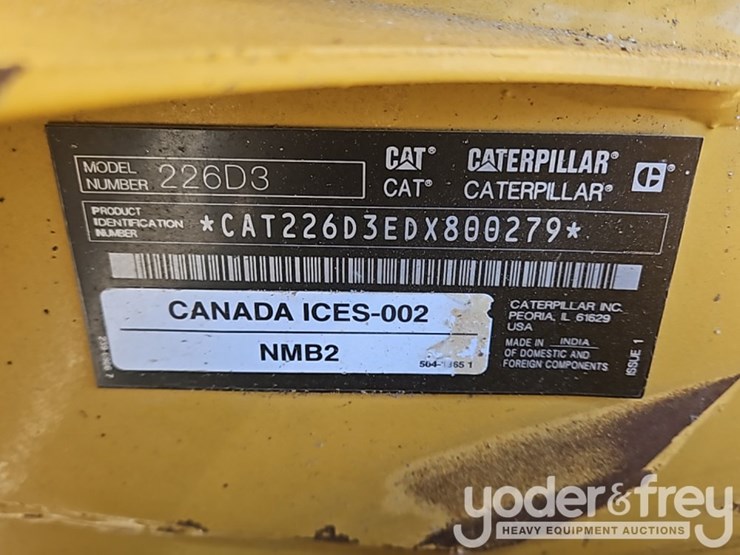 MODEL NUMBER 226D3
CAT® CATERPILLAR® C
CAT® CATERPILLAR®
PRODUCT IDENTIFICATION NUMBER *CAT226D3EDX800279*
CANADA ICES-002
NMB2
CATERPILLAR INC.
PEORIA, IL 61629
USA
MADE IN INDIA
OF DOMESTIC AND
FOREIGN COMPONENTS
ISSUE 1
yoder&frey
HEAVY EQUIPMENT AUCTIONS